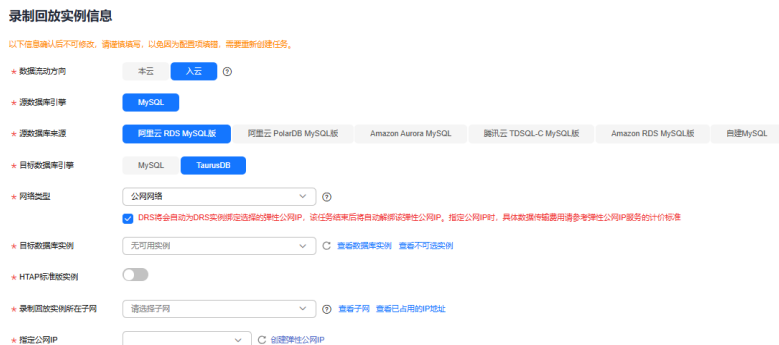 录制回放实例信息
以下信息确认后不可修改，请谨慎填写，以免因为配置项填错，需要重新创建任务。
* 数据流动方向 本云 入云 ?
* 源数据库引擎 MySQL
* 源数据库来源 阿里云 RDS MySQL版 阿里云 PolarDB MySQL版 Amazon Aurora MySQL 腾讯云 TDSQL-C MySQL版 Amazon RDS MySQL版 自建MySQL
* 目标数据库引擎 MySQL TaurusDB
* 网络类型 公网网络 ?
DRS将会自动为DRS实例绑定选择的弹性公网IP，该任务结束后将自动解绑该弹性公网IP。指定公网IP时，具体数据传输费用请参考弹性公网IP服务的计价标准
* 目标数据库实例 无可用实例 查看数据库实例 查看不可选实例
* HTAP标准版实例
* 录制回放实例所在子网 请选择子网 ? 查看子网 查看已占用的IP地址
* 指定公网IP 创建弹性公网IP